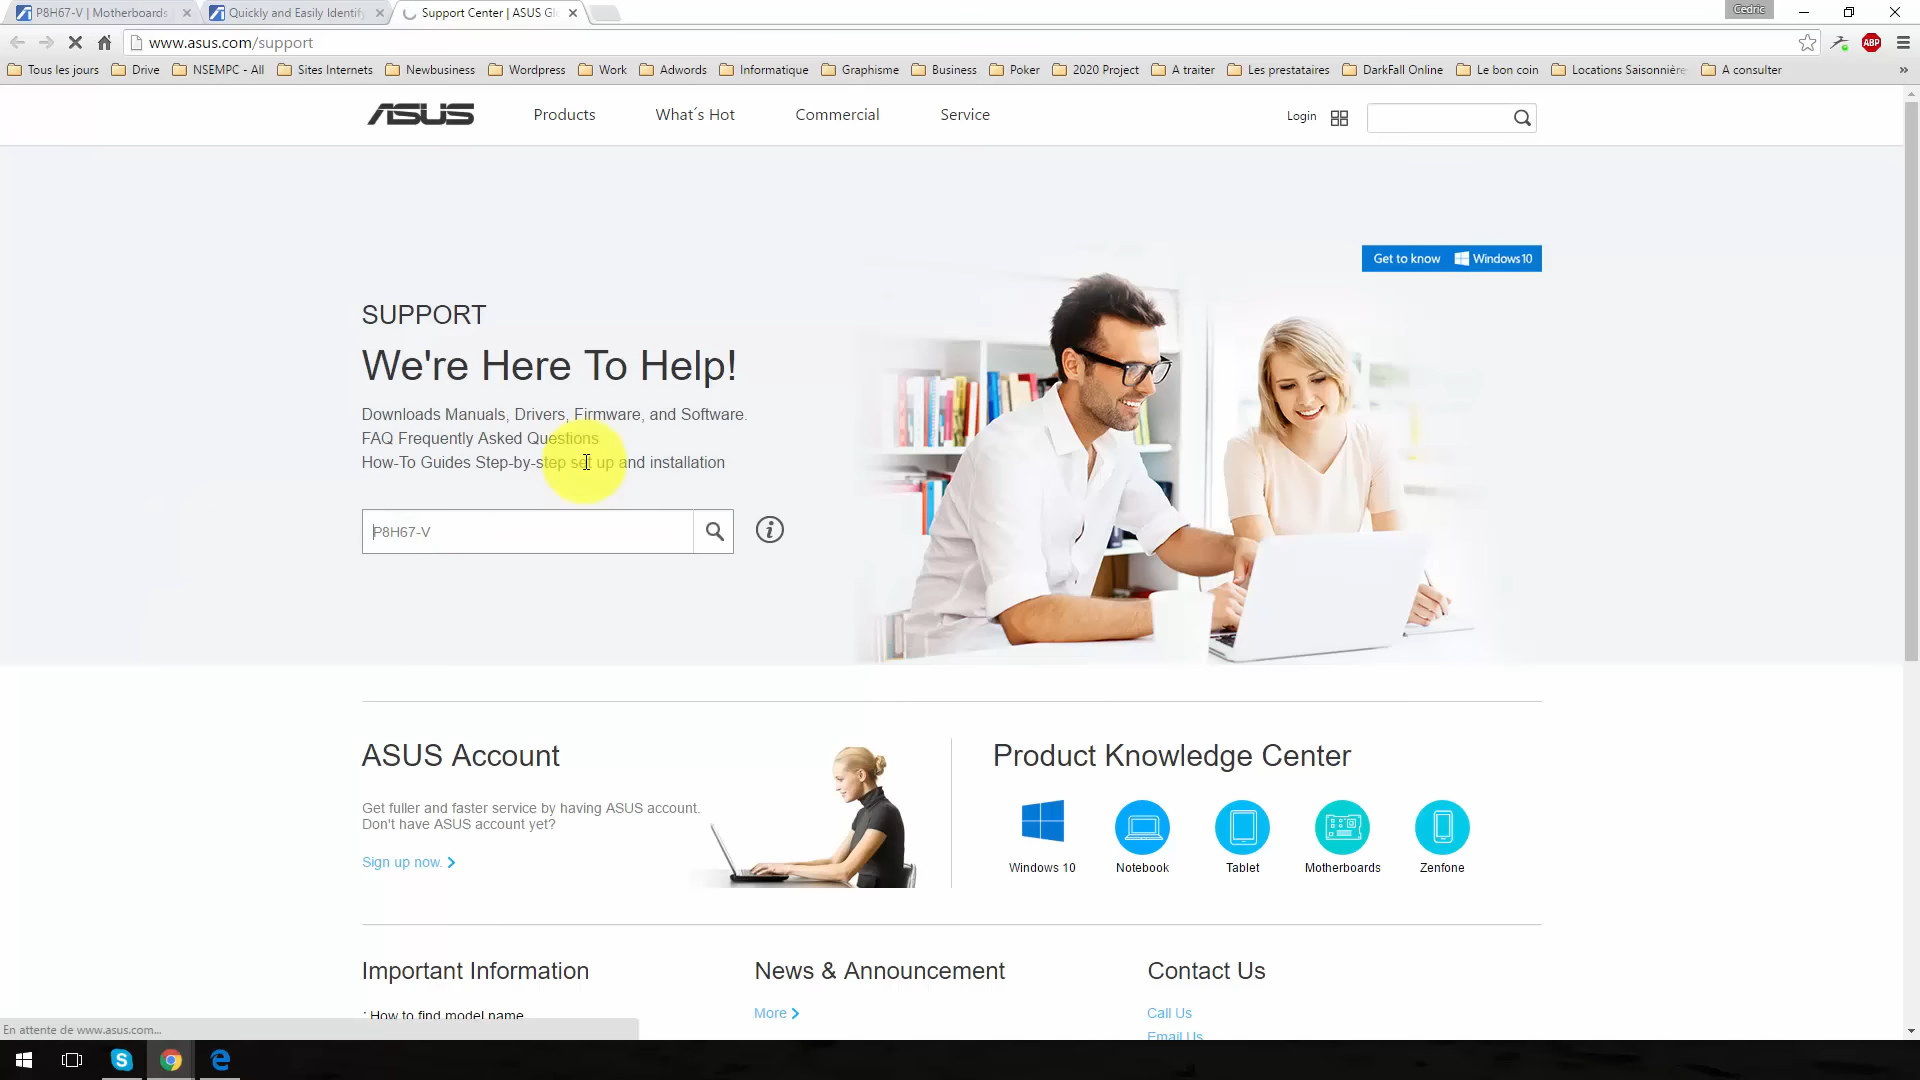 P8H67-V | Motherboards
Quickly and Easily Identify
Support Center | ASUS Glo
Cedric
www.asus.com/support
ABP
Tous les jours
Drive
NSEMPC - All
Sites Internets
Newbusiness
Wordpress
Work
Adwords
Informatique
Graphisme
Business
Poker
2020 Project
A traiter
Les prestataires
DarkFall Online
Le bon coin
Locations Saisonnière
A consulter
»
ASUS
Products
What´s Hot
Commercial
Service
Login
Get to know Windows 10
SUPPORT
We're Here To Help!
Downloads Manuals, Drivers, Firmware, and Software.
FAQ Frequently Asked Questions
How-To Guides Step-by-step set up and installation
P8H67-V
ASUS Account
Get fuller and faster service by having ASUS account.
Don't have ASUS account yet?
Sign up now.
Product Knowledge Center
Windows 10
Notebook
Tablet
Motherboards
Zenfone
Important Information
How to find model name
News & Announcement
More
Contact Us
Call Us
Email Us
En attente de www.asus.com...